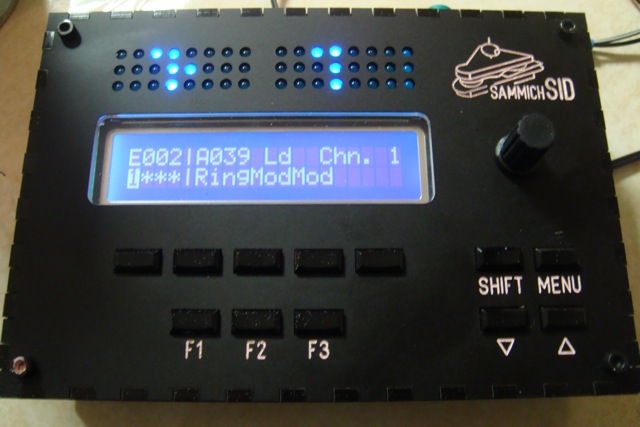 SAMMICHSID
E002|A039 Ld Chn. 1
1***|RingModMod
SHIFT MENU
F1 F2 F3